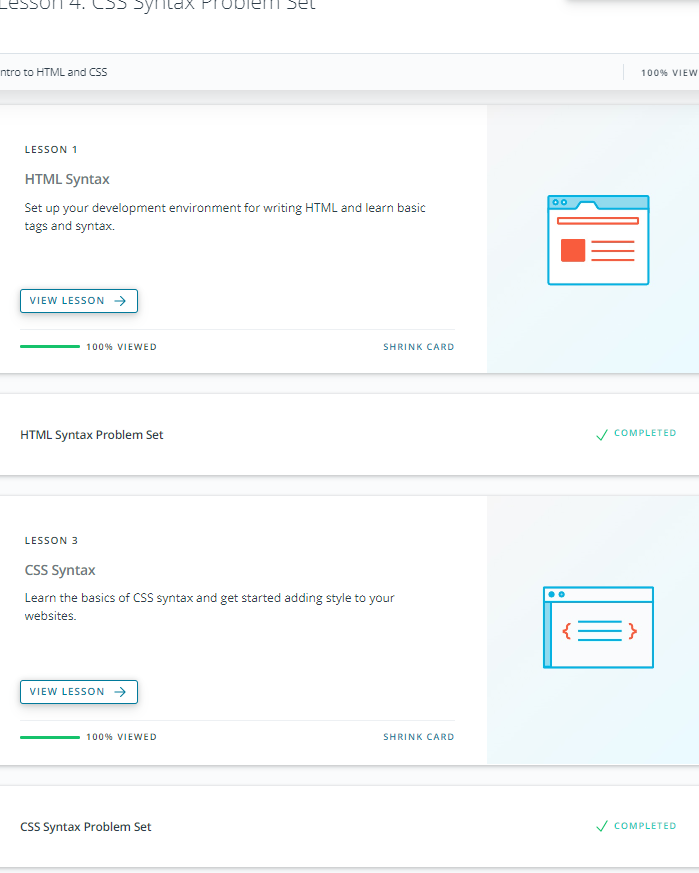 Lesson 4: CSS Syntax Problem Set
ntro to HTML and CSS
100% VIEW
LESSON 1
HTML Syntax
Set up your development environment for writing HTML and learn basic
tags and syntax.
VIEW LESSON
100% VIEWED
SHRINK CARD
HTML Syntax Problem Set
COMPLETED
LESSON 3
CSS Syntax
Learn the basics of CSS syntax and get started adding style to your
websites.
VIEW LESSON
100% VIEWED
SHRINK CARD
CSS Syntax Problem Set
COMPLETED